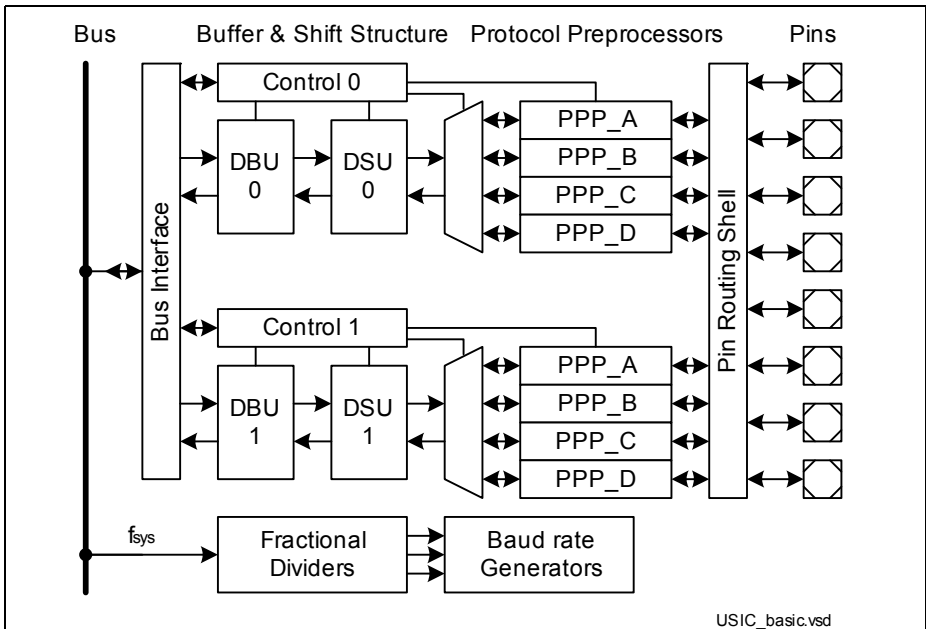 Bus
Buffer & Shift Structure
Protocol Preprocessors
Pins
Bus Interface
Control 0
DBU
0
DSU
0
PPP_A
PPP_B
PPP_C
PPP_D
Pin Routing Shell
Control 1
DBU
1
DSU
1
PPP_A
PPP_B
PPP_C
PPP_D
fsys
Fractional
Dividers
Baud rate
Generators
USIC_basic.vsd